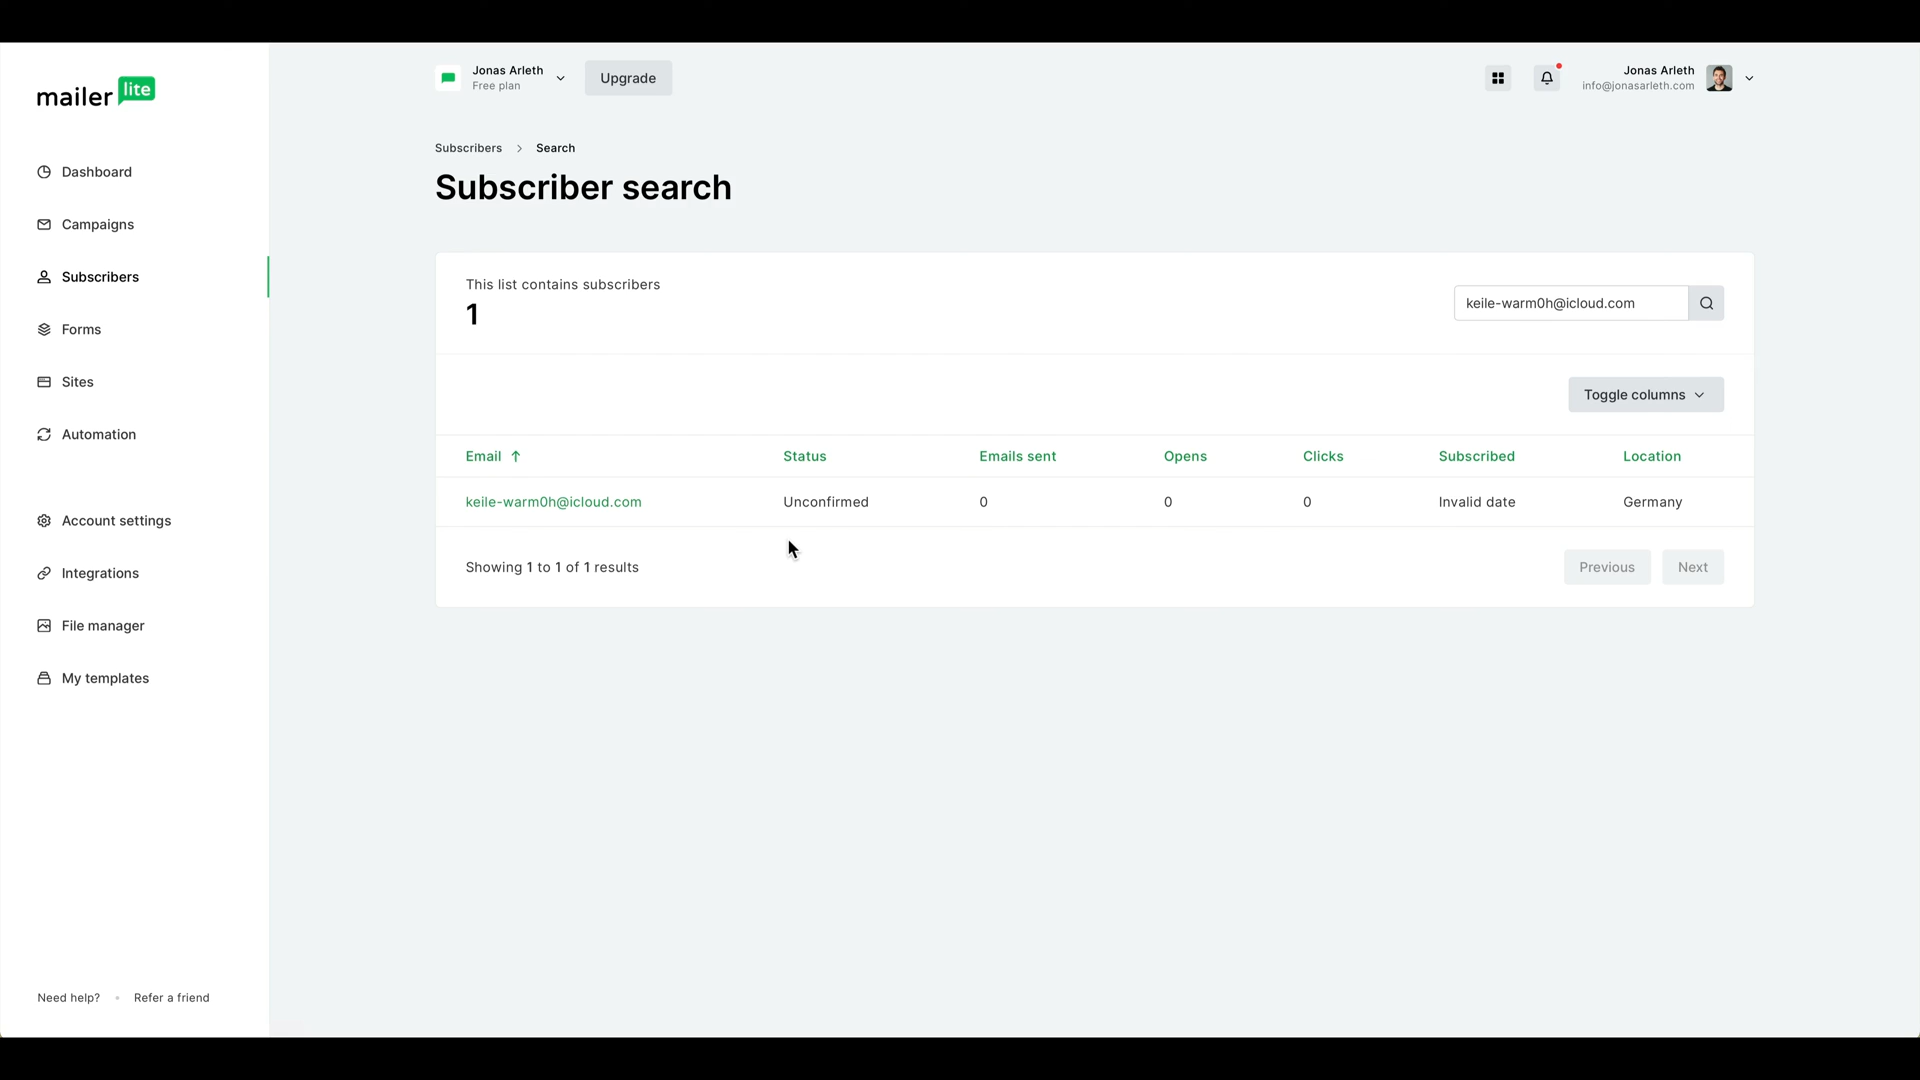 mailer lite
Dashboard
Campaigns
Subscribers
Forms
Sites
Automation
Account settings
Integrations
File manager
My templates
Need help? • Refer a friend
Jonas Arleth
Free plan
Upgrade
Jonas Arleth
info@jonasarleth.com
Subscribers > Search
Subscriber search
This list contains subscribers
1
keile-warm0h@icloud.com
Toggle columns
Email ↑ Status Emails sent Opens Clicks Subscribed Location
keile-warm0h@icloud.com Unconfirmed 0 0 0 Invalid date Germany
Showing 1 to 1 of 1 results
Previous Next